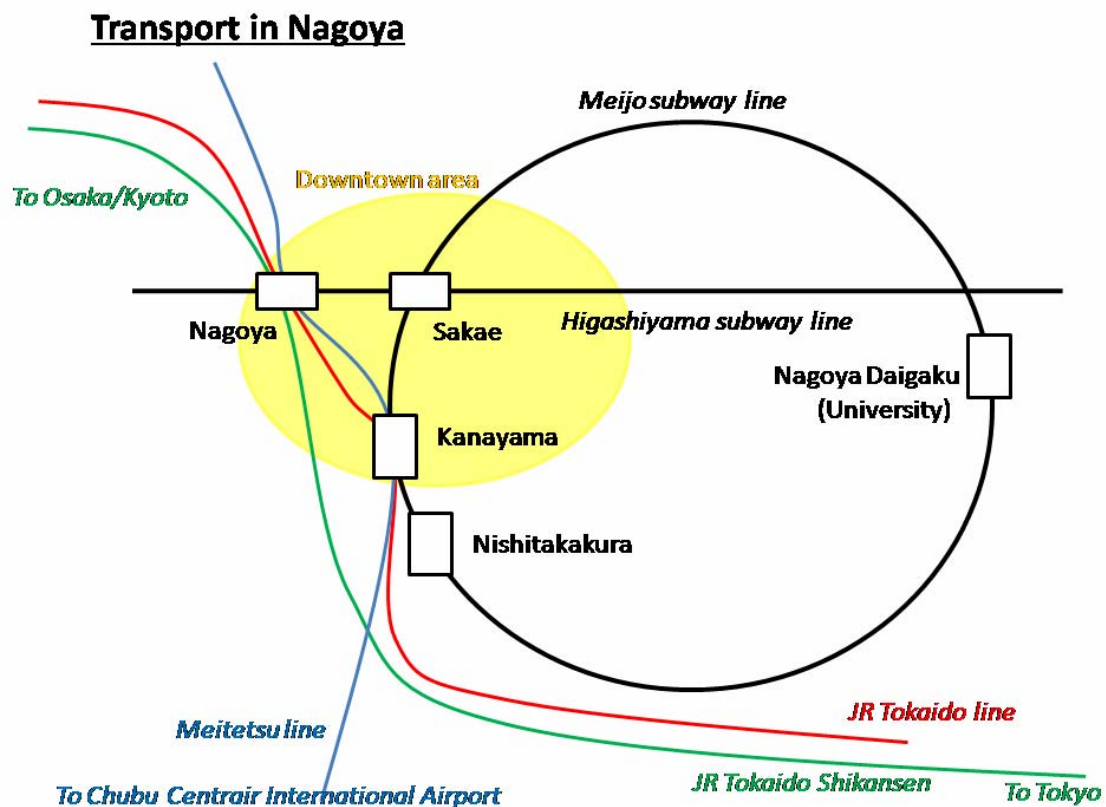 Transport in Nagoya
Meijo subway line
Downtown area
To Osaka/Kyoto
Nagoya
Sakae
Higashiyama subway line
Nagoya Daigaku
(University)
Kanayama
Nishitakakura
JR Tokaido line
Meitetsu line
JR Tokaido Shikansen
To Tokyo
To Chubu Centrair International Airport